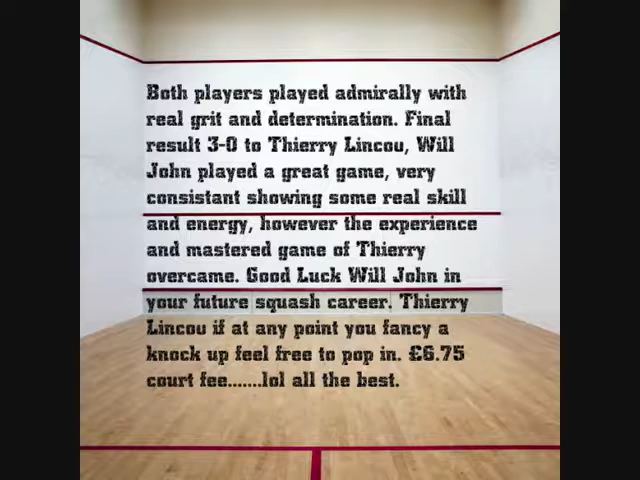 Both players played admirally with
real grit and determination. Final
result 3-0 to Thierry Lincou, Will
John played a great game, very
consistant showing some real skill
and energy, however the experience
and mastered game of Thierry
overcame. Good Luck Will John in
your future squash career. Thierry
Lincou if at any point you fancy a
knock up feel free to pop in. £6.75
court fee.......lol all the best.